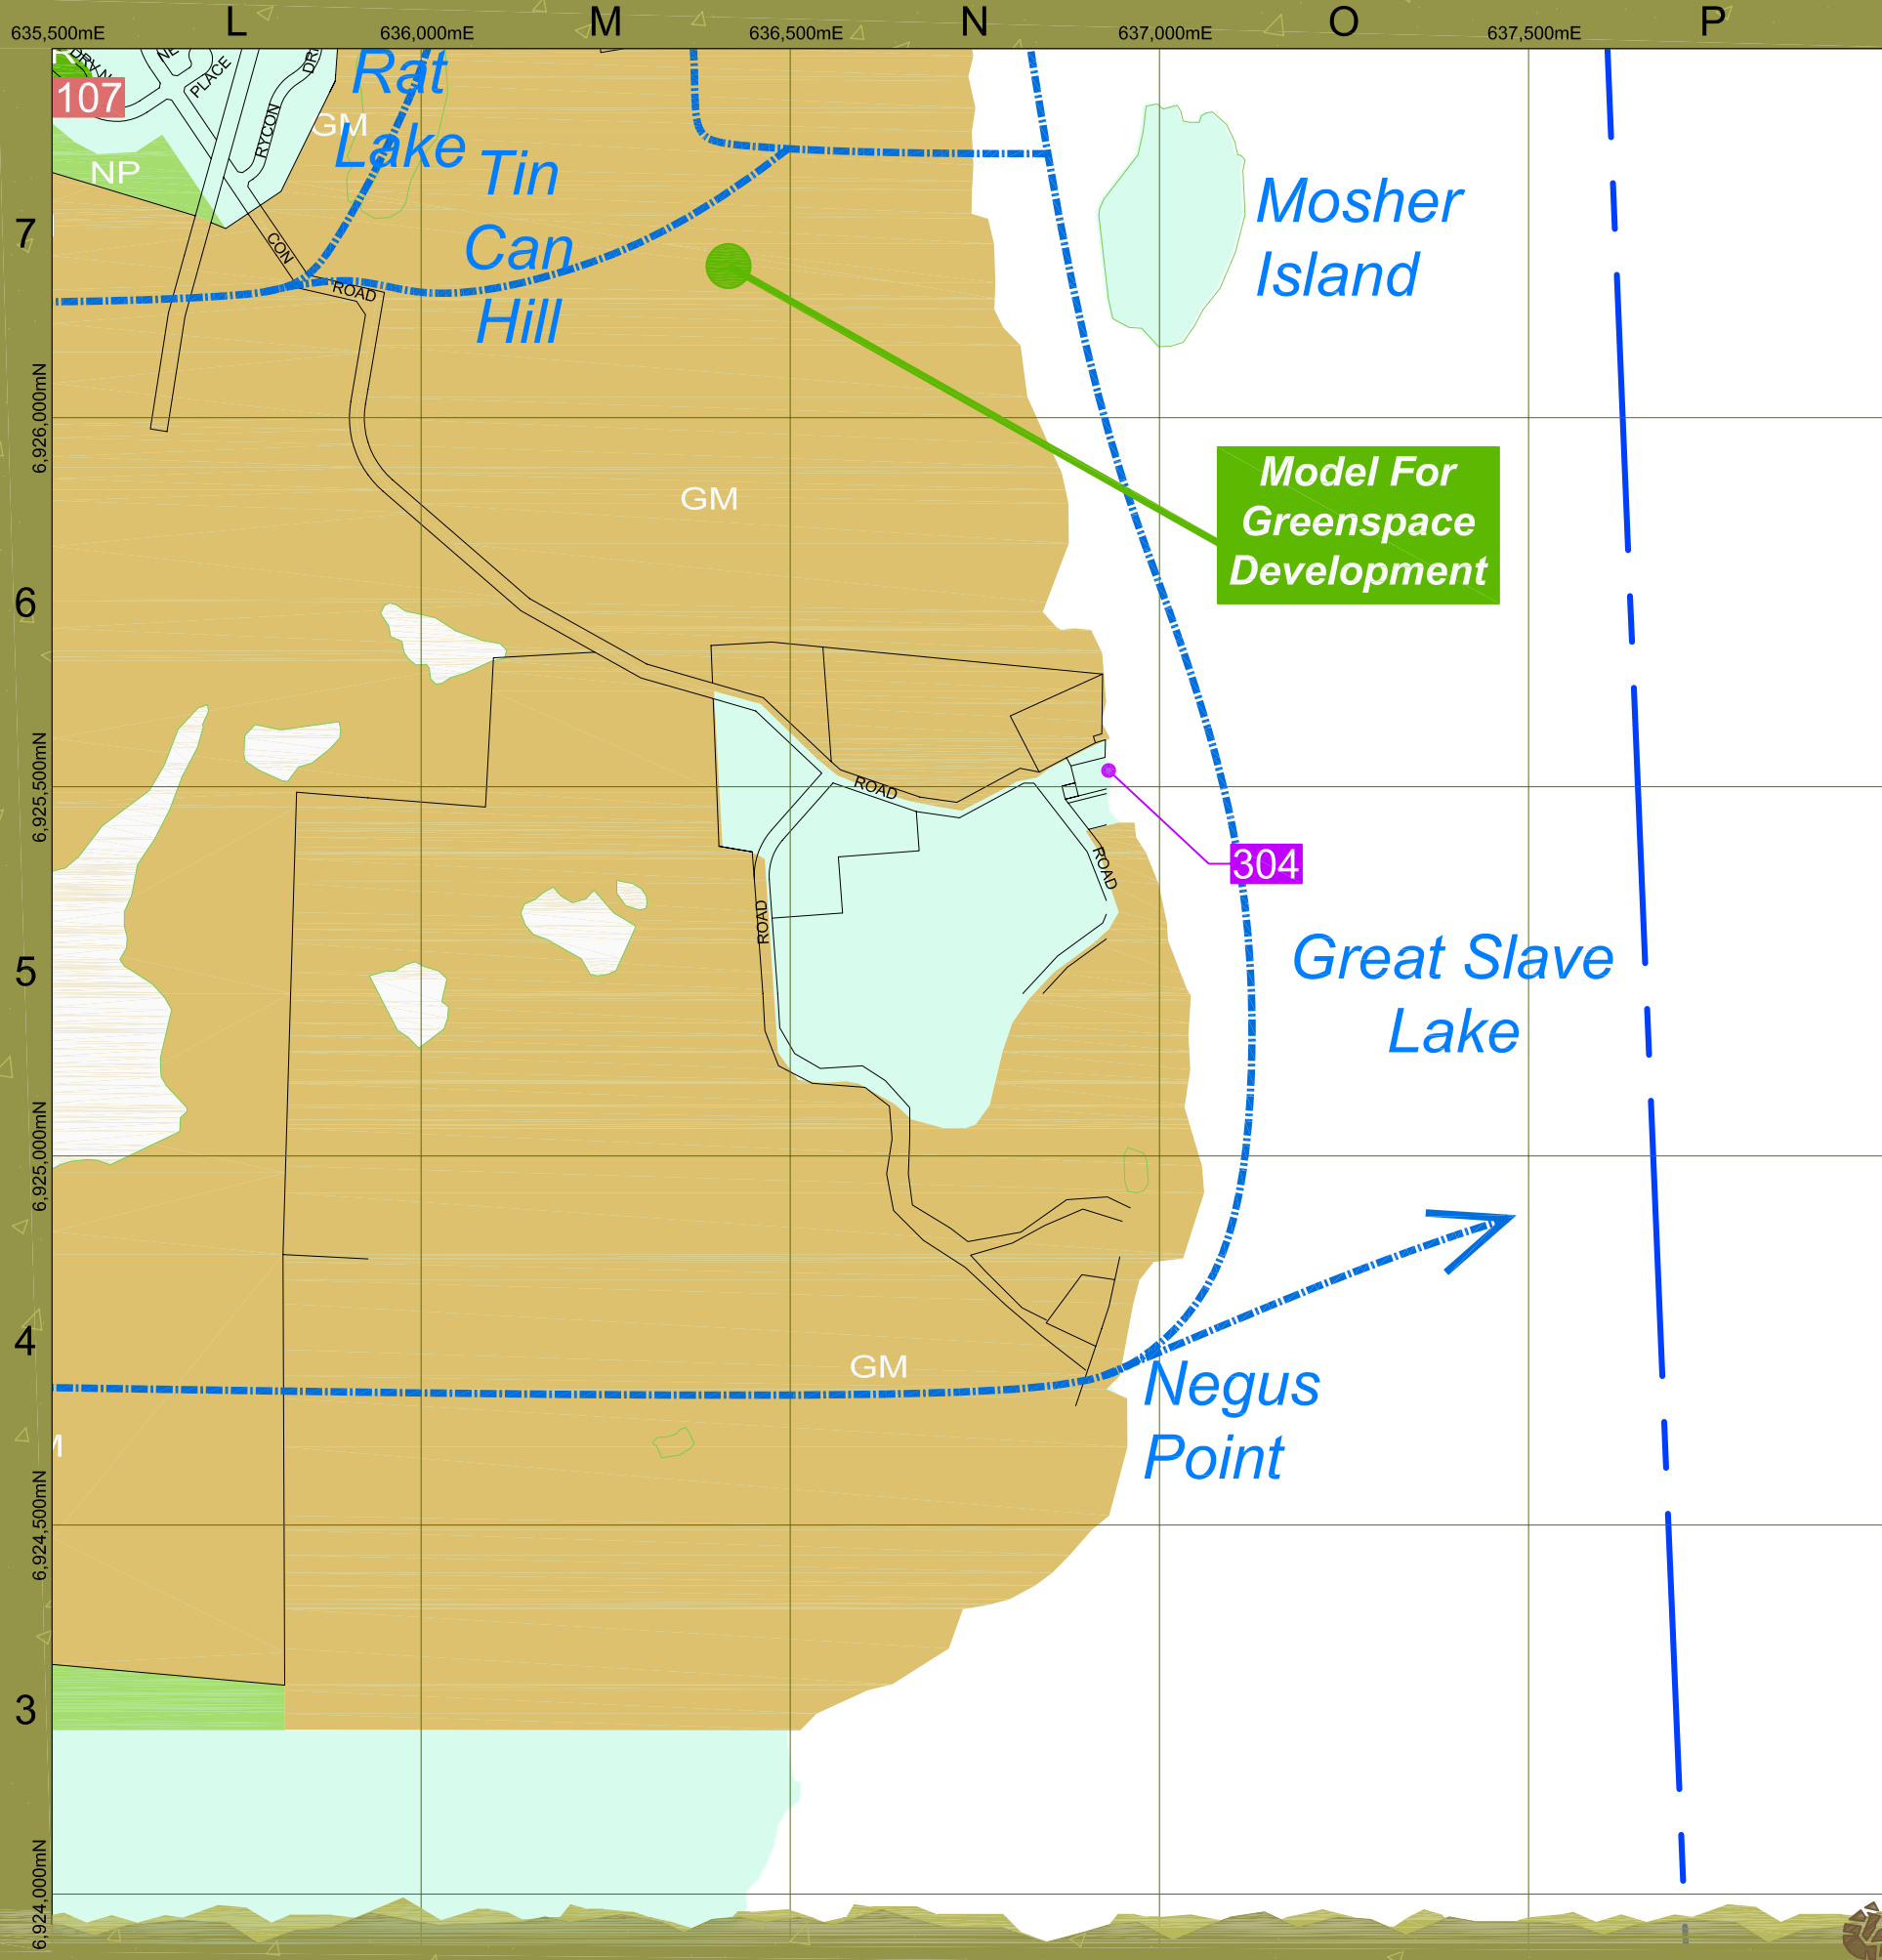 L M N O P
635,500mE 636,000mE 636,500mE 637,000mE 637,500mE
107
PLACE
RYCON
Rat
Lake
GM
NP
Tin
Can
Hill
CON
ROAD
Mosher
Island
7
6,926,000mN
GM
Model For
Greenspace
Development
6
6,925,500mN
ROAD
304
ROAD
ROAD
Great Slave
Lake
5
6,925,000mN
4
GM
Negus
Point
6,924,500mN
3
6,924,000mN